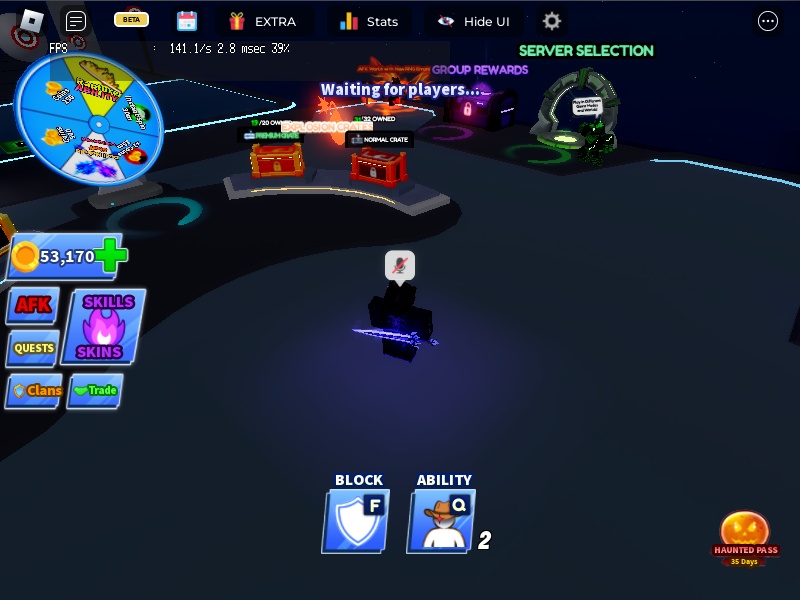 BETA
EXTRA
Stats
Hide UI
FPS : 141.1/s 2.8 msec 39%
SERVER SELECTION
GROUP REWARDS
Waiting for players...
EXPLOSION CRATE
PREMIUM CRATE
NORMAL CRATE
53,170
AFK
SKILLS
SKINS
QUESTS
Clans
Trade
BLOCK
F
ABILITY
Q
2
HAUNTED PASS
35 Days